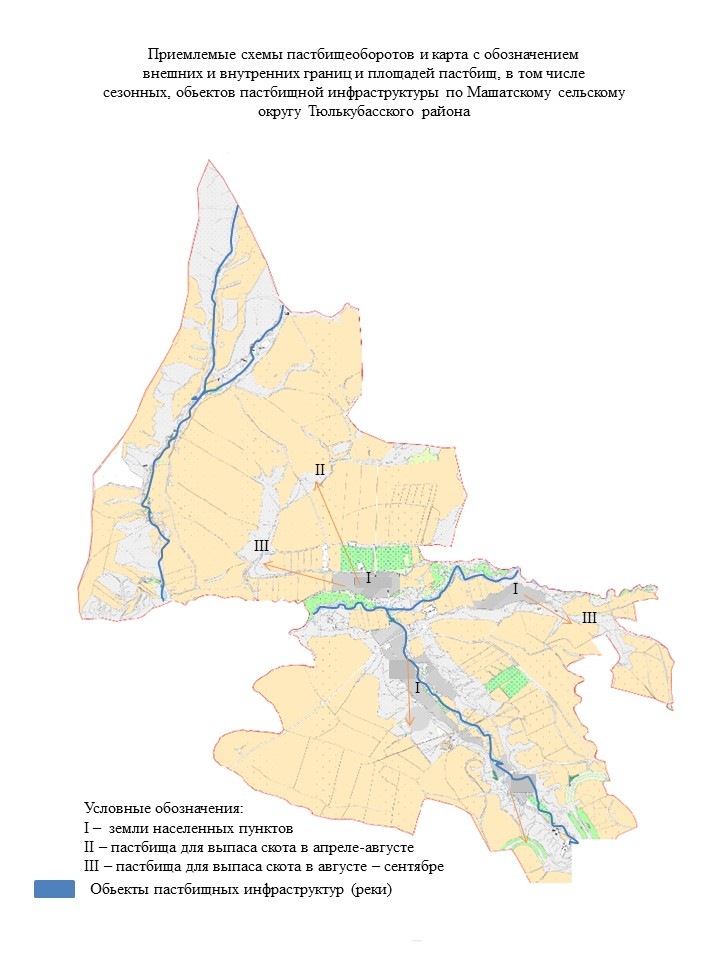 Приемлемые схемы пастбищеоборотов и карта с обозначением
внешних и внутренних границ и площадей пастбищ, в том числе
сезонных, обьектов пастбищной инфраструктуры по Машатскому сельскому
округу Тюлькубасского района
II
III
I
I
III
I
Условные обозначения:
I – земли населенных пунктов
II – пастбища для выпаса скота в апреле-августе
III – пастбища для выпаса скота в августе – сентябре
Обьекты пастбищных инфраструктур (реки)